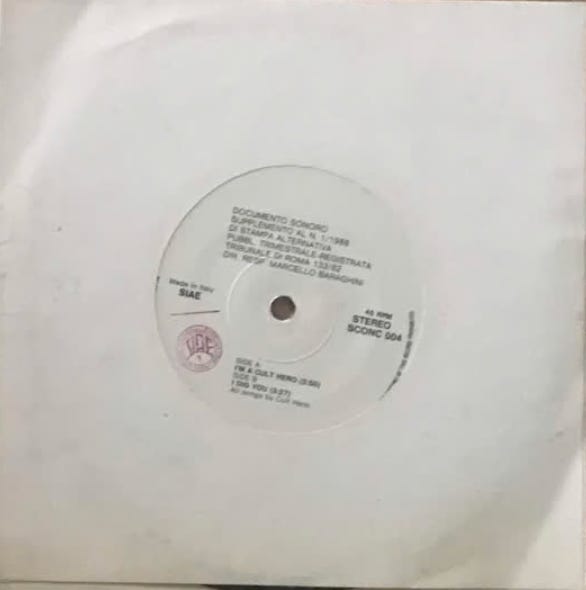 DOCUMENTO SONORO
SUPPLEMENTO AL N. 1/1988
DI STAMPA ALTERNATIVA
PUBBL. TRIMESTRALE-REGISTRATA
TRIBUNALE DI ROMA 133/82
DIR. RESP. MARCELLO BARAGHINI
Made in Italy
SIAE
45 RPM
STEREO
SCONC 004
SIDE A
I'M A CULT HERO (3:00)
SIDE B
I DIG YOU (3:27)
All songs by Cult Hero